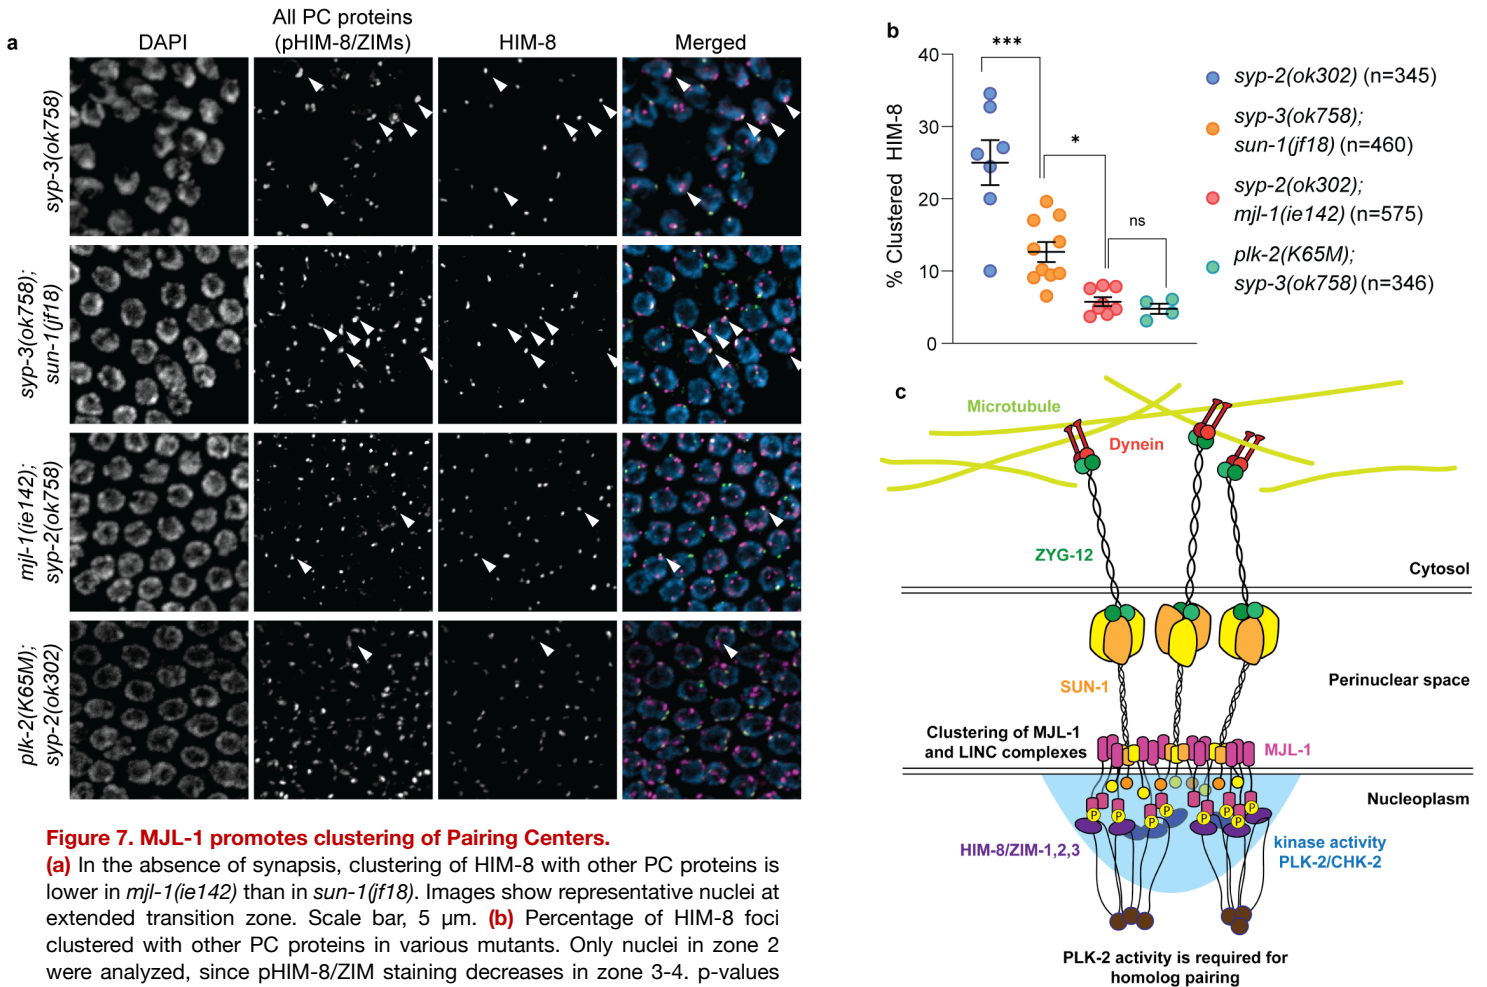 a
DAPI
All PC proteins
(pHIM-8/ZIMs)
HIM-8
Merged
syp-3(ok758)
syp-3(ok758);
sun-1(jf18)
mjl-1(ie142);
syp-2(ok758)
plk-2(K65M);
syp-2(ok302)
b
% Clustered HIM-8
40
30
20
10
0
***
*
ns
syp-2(ok302) (n=345)
syp-3(ok758);
sun-1(jf18) (n=460)
syp-2(ok302);
mjl-1(ie142) (n=575)
plk-2(K65M);
syp-3(ok758) (n=346)
c
Microtubule
Dynein
ZYG-12
Cytosol
SUN-1
Perinuclear space
Clustering of MJL-1
and LINC complexes
MJL-1
Nucleoplasm
P P P P P P P
HIM-8/ZIM-1,2,3
kinase activity
PLK-2/CHK-2
PLK-2 activity is required for
homolog pairing
Figure 7. MJL-1 promotes clustering of Pairing Centers.
(a) In the absence of synapsis, clustering of HIM-8 with other PC proteins is
lower in mjl-1(ie142) than in sun-1(jf18). Images show representative nuclei at
extended transition zone. Scale bar, 5 µm. (b) Percentage of HIM-8 foci
clustered with other PC proteins in various mutants. Only nuclei in zone 2
were analyzed, since pHIM-8/ZIM staining decreases in zone 3-4. p-values